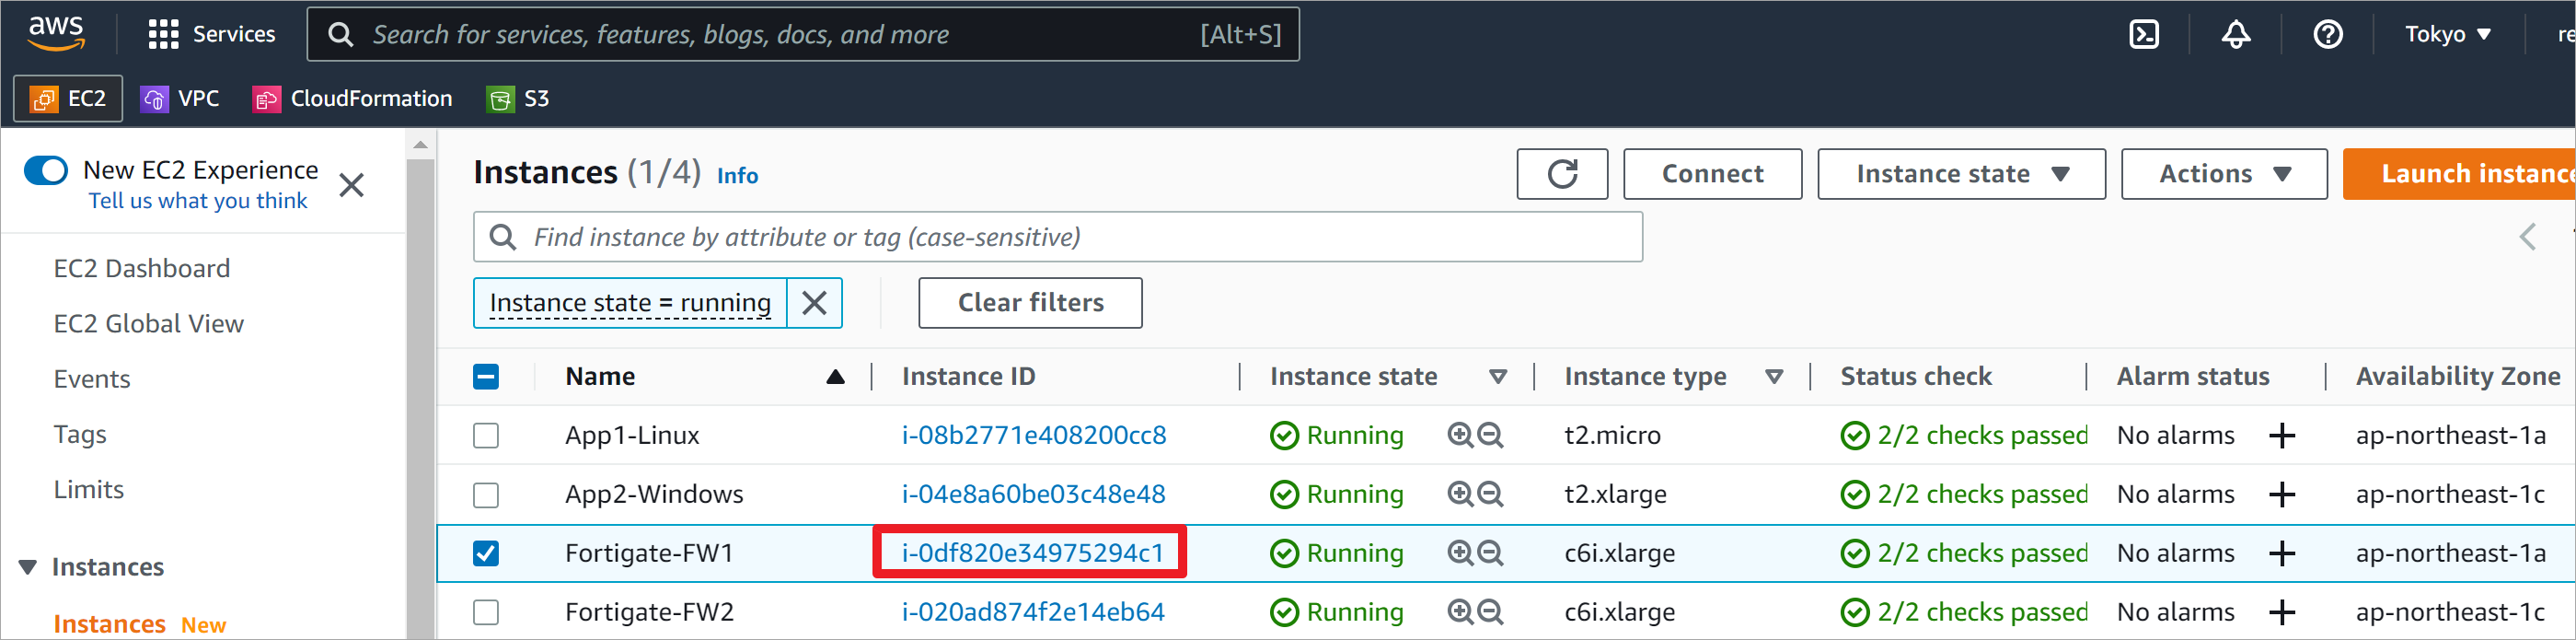 aws Services Search for services, features, blogs, docs, and more [Alt+S] Tokyo
EC2 VPC CloudFormation S3
New EC2 Experience
Tell us what you think
EC2 Dashboard
EC2 Global View
Events
Tags
Limits
Instances
Instances New
Instances (1/4) Info
Connect Instance state Actions Launch instance
Find instance by attribute or tag (case-sensitive)
Instance state = running Clear filters
Name Instance ID Instance state Instance type Status check Alarm status Availability Zone
App1-Linux i-08b2771e408200cc8 Running t2.micro 2/2 checks passed No alarms ap-northeast-1a
App2-Windows i-04e8a60be03c48e48 Running t2.xlarge 2/2 checks passed No alarms ap-northeast-1c
Fortigate-FW1 i-0df820e34975294c1 Running c6i.xlarge 2/2 checks passed No alarms ap-northeast-1a
Fortigate-FW2 i-020ad874f2e14eb64 Running c6i.xlarge 2/2 checks passed No alarms ap-northeast-1c